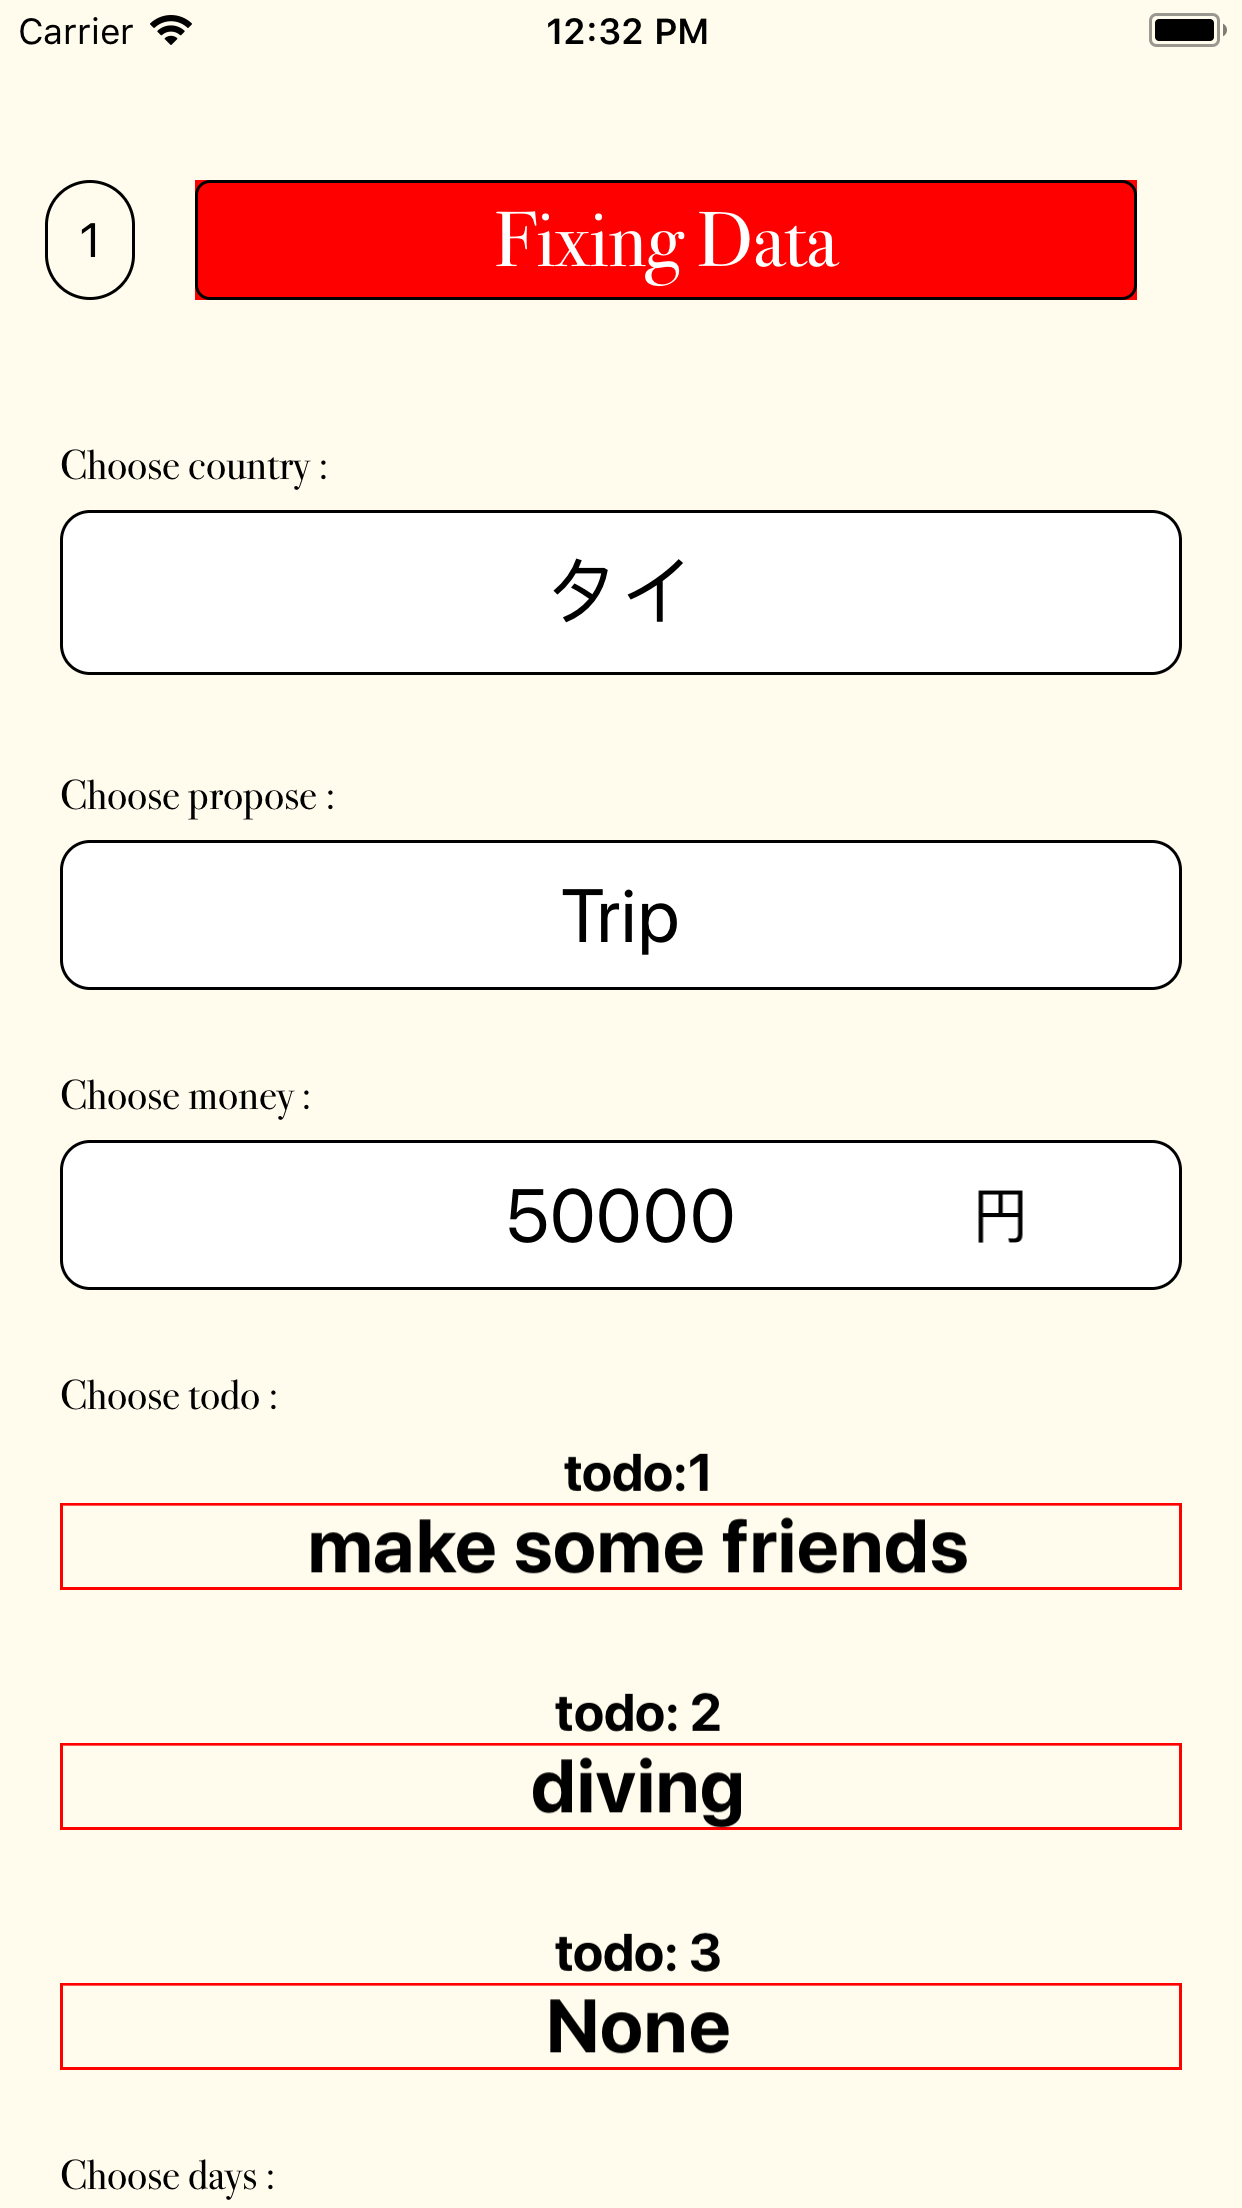 Carrier 12:32 PM
1 Fixing Data
Choose country :
タイ
Choose propose :
Trip
Choose money :
50000 円
Choose todo :
todo:1
make some friends
todo: 2
diving
todo: 3
None
Choose days :